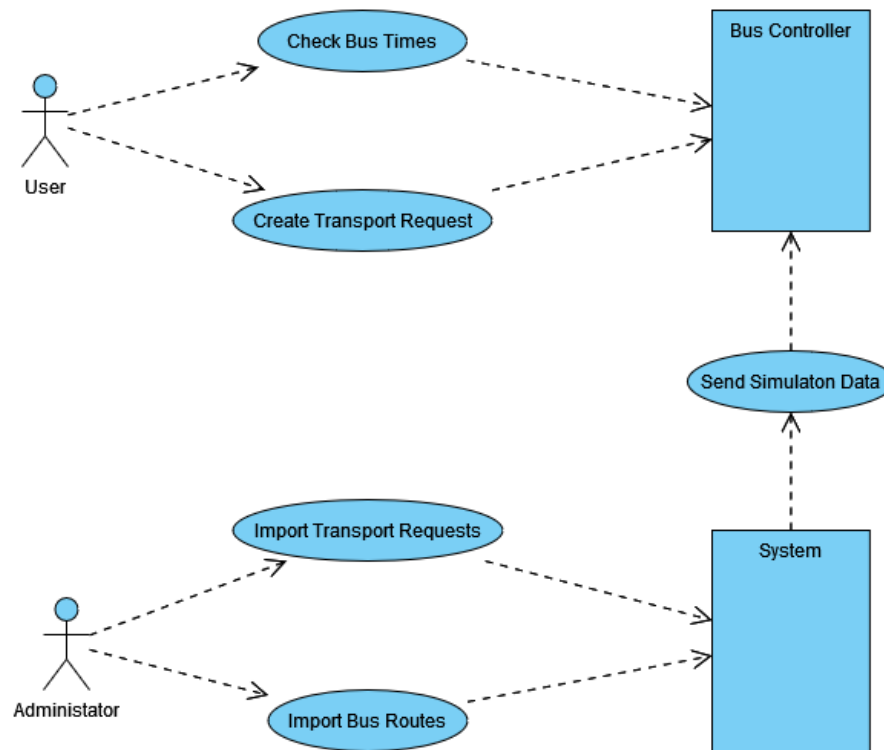 Check Bus Times
Bus Controller
User
Create Transport Request
Send Simulaton Data
Import Transport Requests
System
Administator
Import Bus Routes